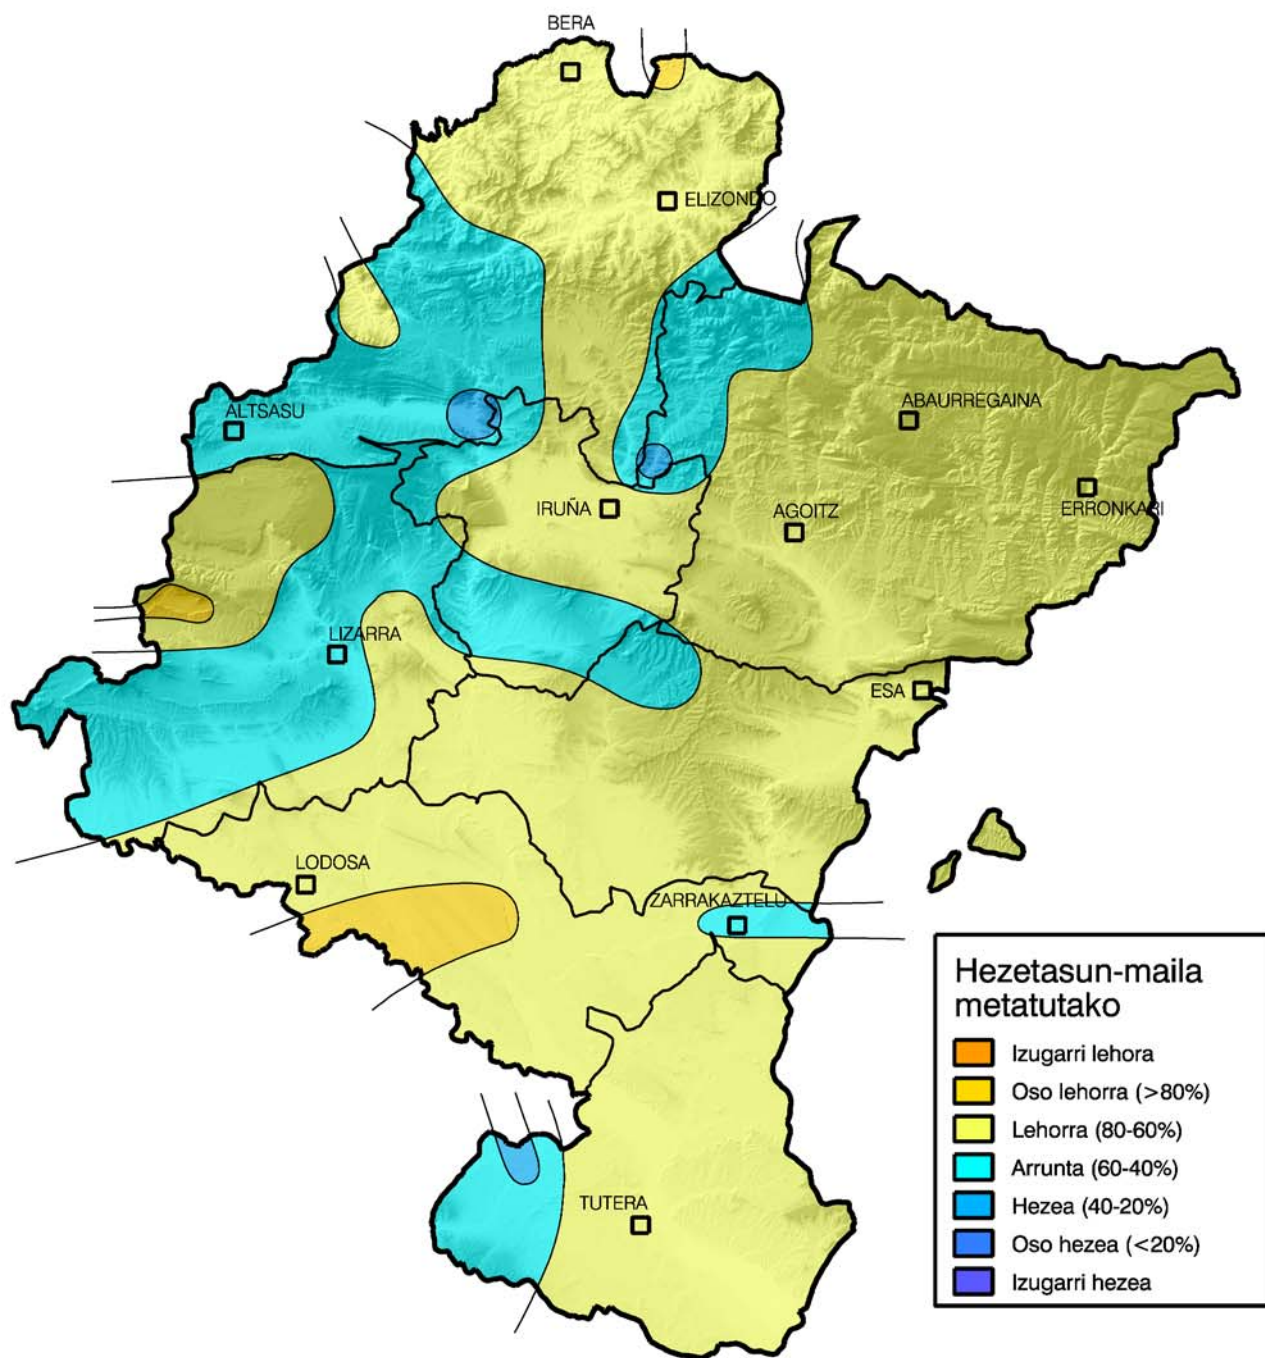 BERA
ELIZONDO
ALTSASU
ABAURREGAINA
IRUÑA
AGOITZ
ERRONKARI
LIZARRA
ESA
LODOSA
ZARRAKAZTELU
TUTERA
Hezetasun-maila
metatutako
Izugarri lehora
Oso lehorra (>80%)
Lehorra (80-60%)
Arrunta (60-40%)
Hezea (40-20%)
Oso hezea (<20%)
Izugarri hezea